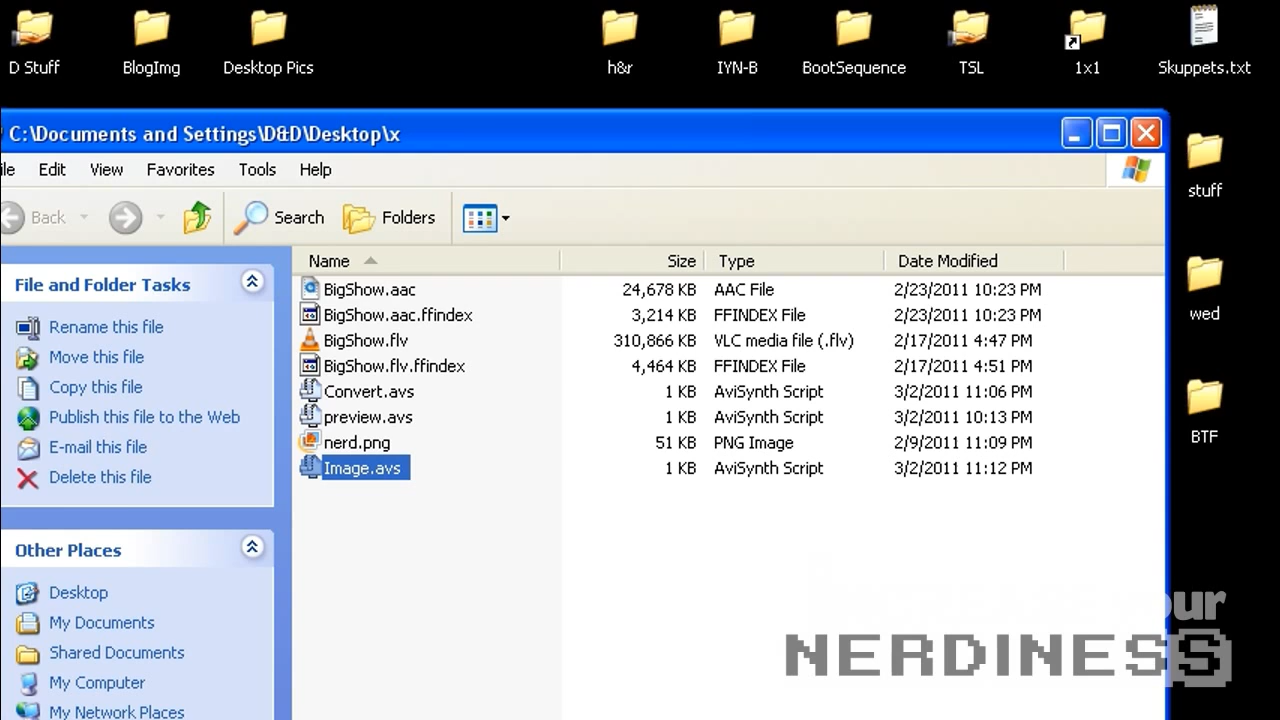 D Stuff BlogImg Desktop Pics h&r IYN-B BootSequence TSL 1x1 Skuppets.txt
C:\Documents and Settings\D&D\Desktop\x
ile Edit View Favorites Tools Help
stuff
Back Search Folders
Name Size Type Date Modified
File and Folder Tasks
BigShow.aac 24,678 KB AAC File 2/23/2011 10:23 PM
BigShow.aac.ffindex 3,214 KB FFINDEX File 2/23/2011 10:23 PM
wed
Rename this file
BigShow.flv 310,866 KB VLC media file (.flv) 2/17/2011 4:47 PM
Move this file
BigShow.flv.ffindex 4,464 KB FFINDEX File 2/17/2011 4:51 PM
Copy this file
Convert.avs 1 KB AviSynth Script 3/2/2011 11:06 PM
Publish this file to the Web
preview.avs 1 KB AviSynth Script 3/2/2011 10:13 PM
BTF
E-mail this file
nerd.png 51 KB PNG Image 2/9/2011 11:09 PM
Delete this file
Image.avs 1 KB AviSynth Script 3/2/2011 11:12 PM
Other Places
Desktop
My Documents
Shared Documents
My Computer
My Network Places
your
NERDINESS